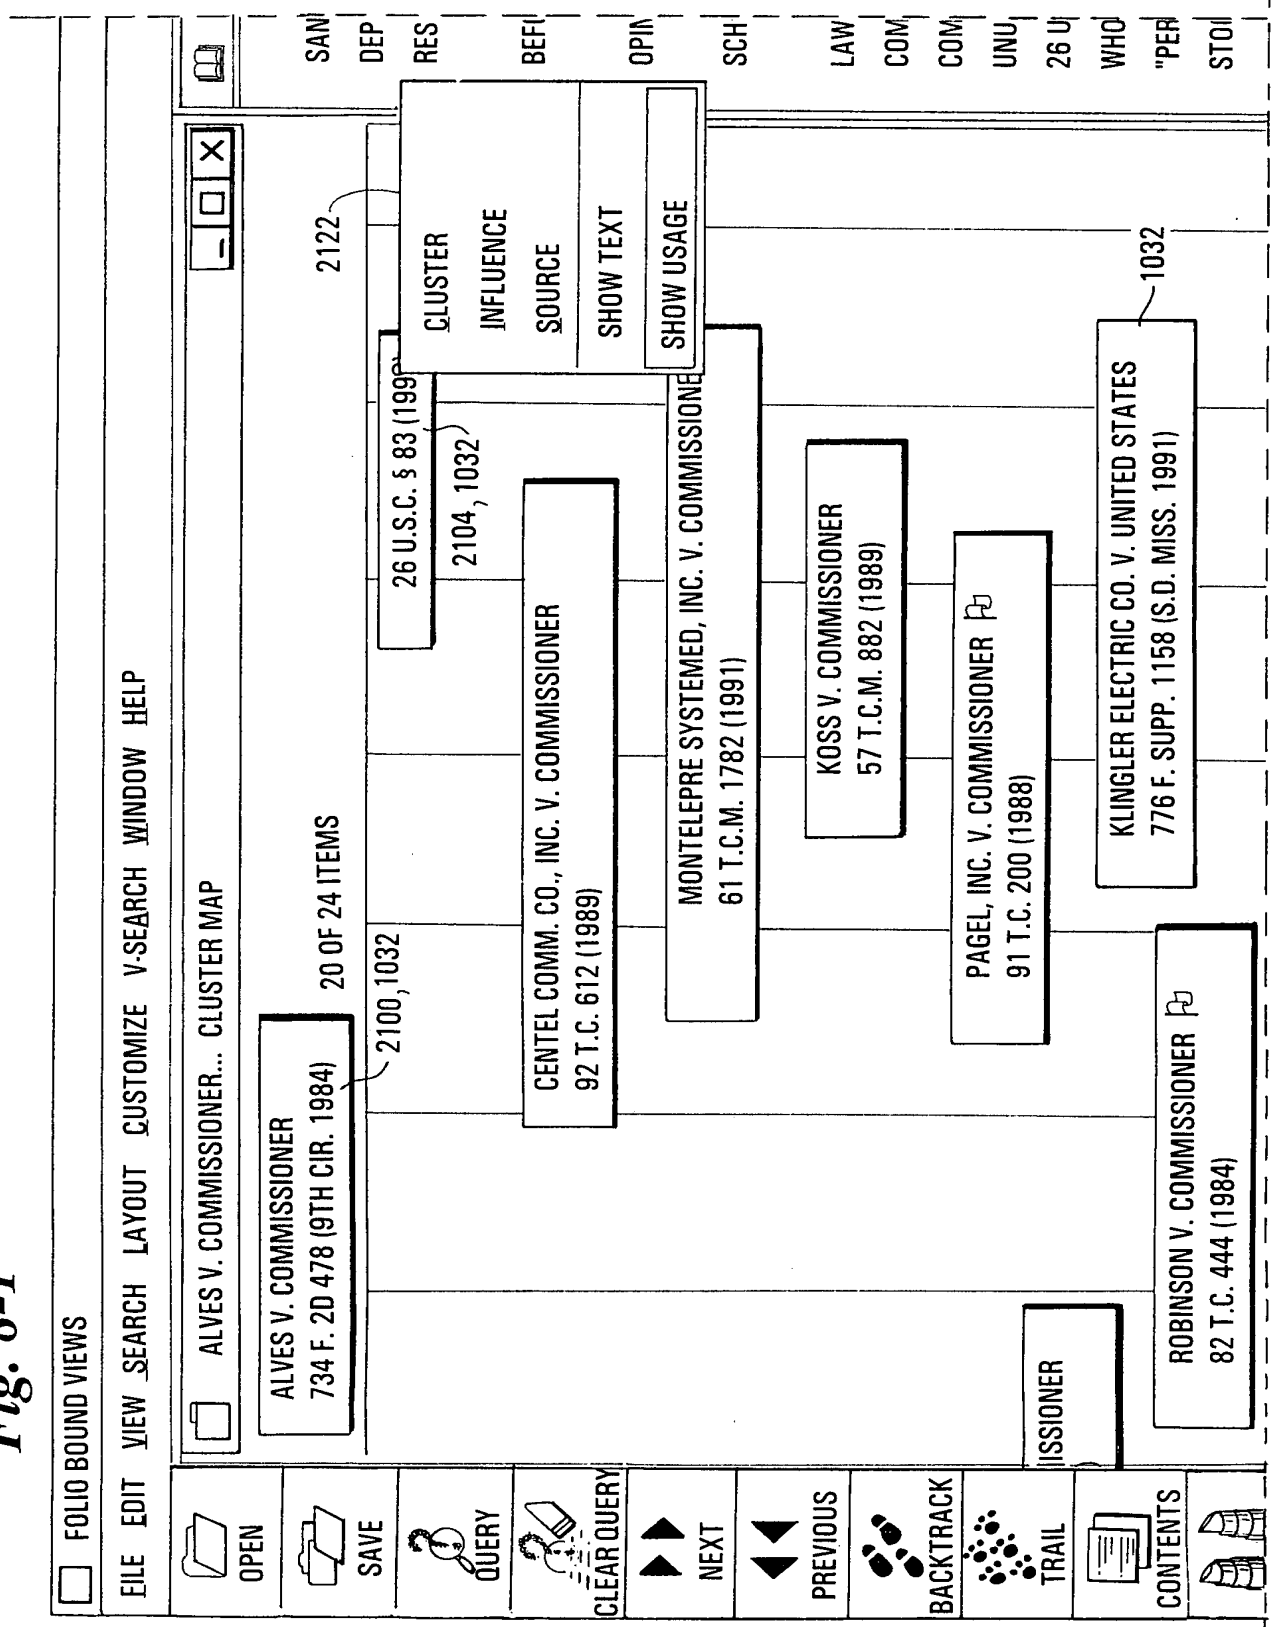 Fig. 8-1
FOLIO BOUND VIEWS
FILE EDIT VIEW SEARCH LAYOUT CUSTOMIZE V-SEARCH WINDOW HELP
OPEN
SAVE
QUERY
CLEAR QUERY
NEXT
PREVIOUS
BACKTRACK
TRAIL
CONTENTS
ALVES V. COMMISSIONER... CLUSTER MAP
ALVES V. COMMISSIONER
734 F. 2D 478 (9TH CIR. 1984)
20 OF 24 ITEMS
2100,1032
2122
26 U.S.C. § 83 (199
2104, 1032
CLUSTER
INFLUENCE
SOURCE
SHOW TEXT
SHOW USAGE
CENTEL COMM. CO., INC. V. COMMISSIONER
92 T.C. 612 (1989)
MONTELEPRE SYSTEMED, INC. V. COMMISSIONE
61 T.C.M. 1782 (1991)
KOSS V. COMMISSIONER
57 T.C.M. 882 (1989)
PAGEL, INC. V. COMMISSIONER
91 T.C. 200 (1988)
KLINGLER ELECTRIC CO. V. UNITED STATES
776 F. SUPP. 1158 (S.D. MISS. 1991)
1032
ISSIONER
ROBINSON V. COMMISSIONER
82 T.C. 444 (1984)
SAN
DEP
RES
BEF
OPIN
SCH
LAW
COM
COM
UNU
26 U
WHO
"PER
STO